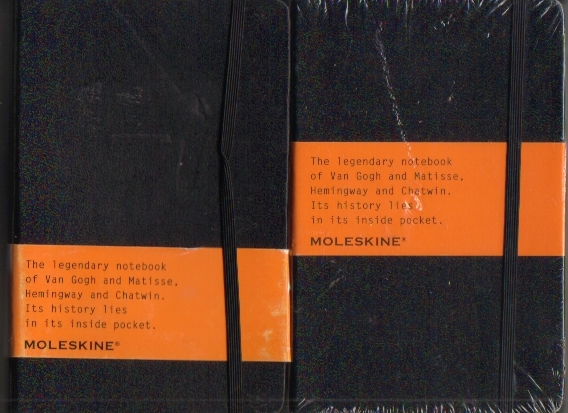 The legendary notebook
of Van Gogh and Matisse,
Hemingway and Chatwin.
Its history lies
in its inside pocket.
MOLESKINE®
The legendary notebook
of Van Gogh and Matisse,
Hemingway and Chatwin.
Its history lies
in its inside pocket.
MOLESKINE®